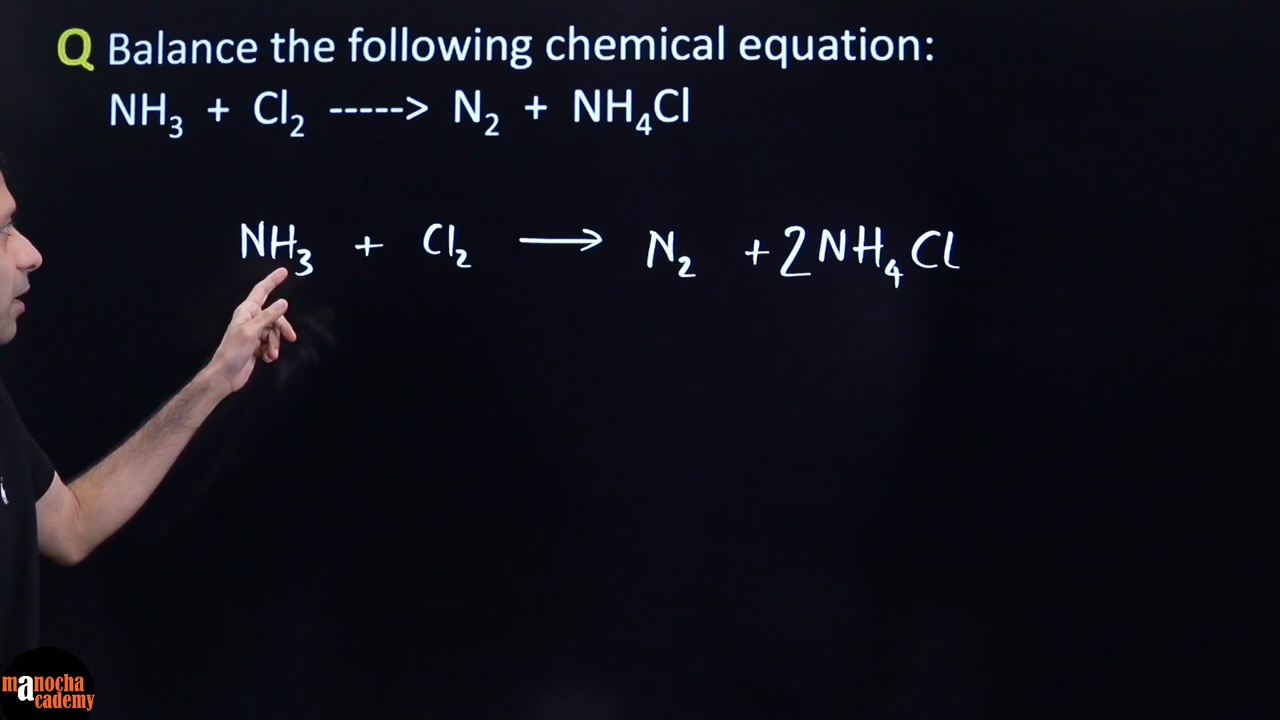 Q Balance the following chemical equation:
NH₃ + Cl₂ -----> N₂ + NH₄Cl
NH₃ + Cl₂ ⟶ N₂ + 2NH₄Cl
manocha
academy